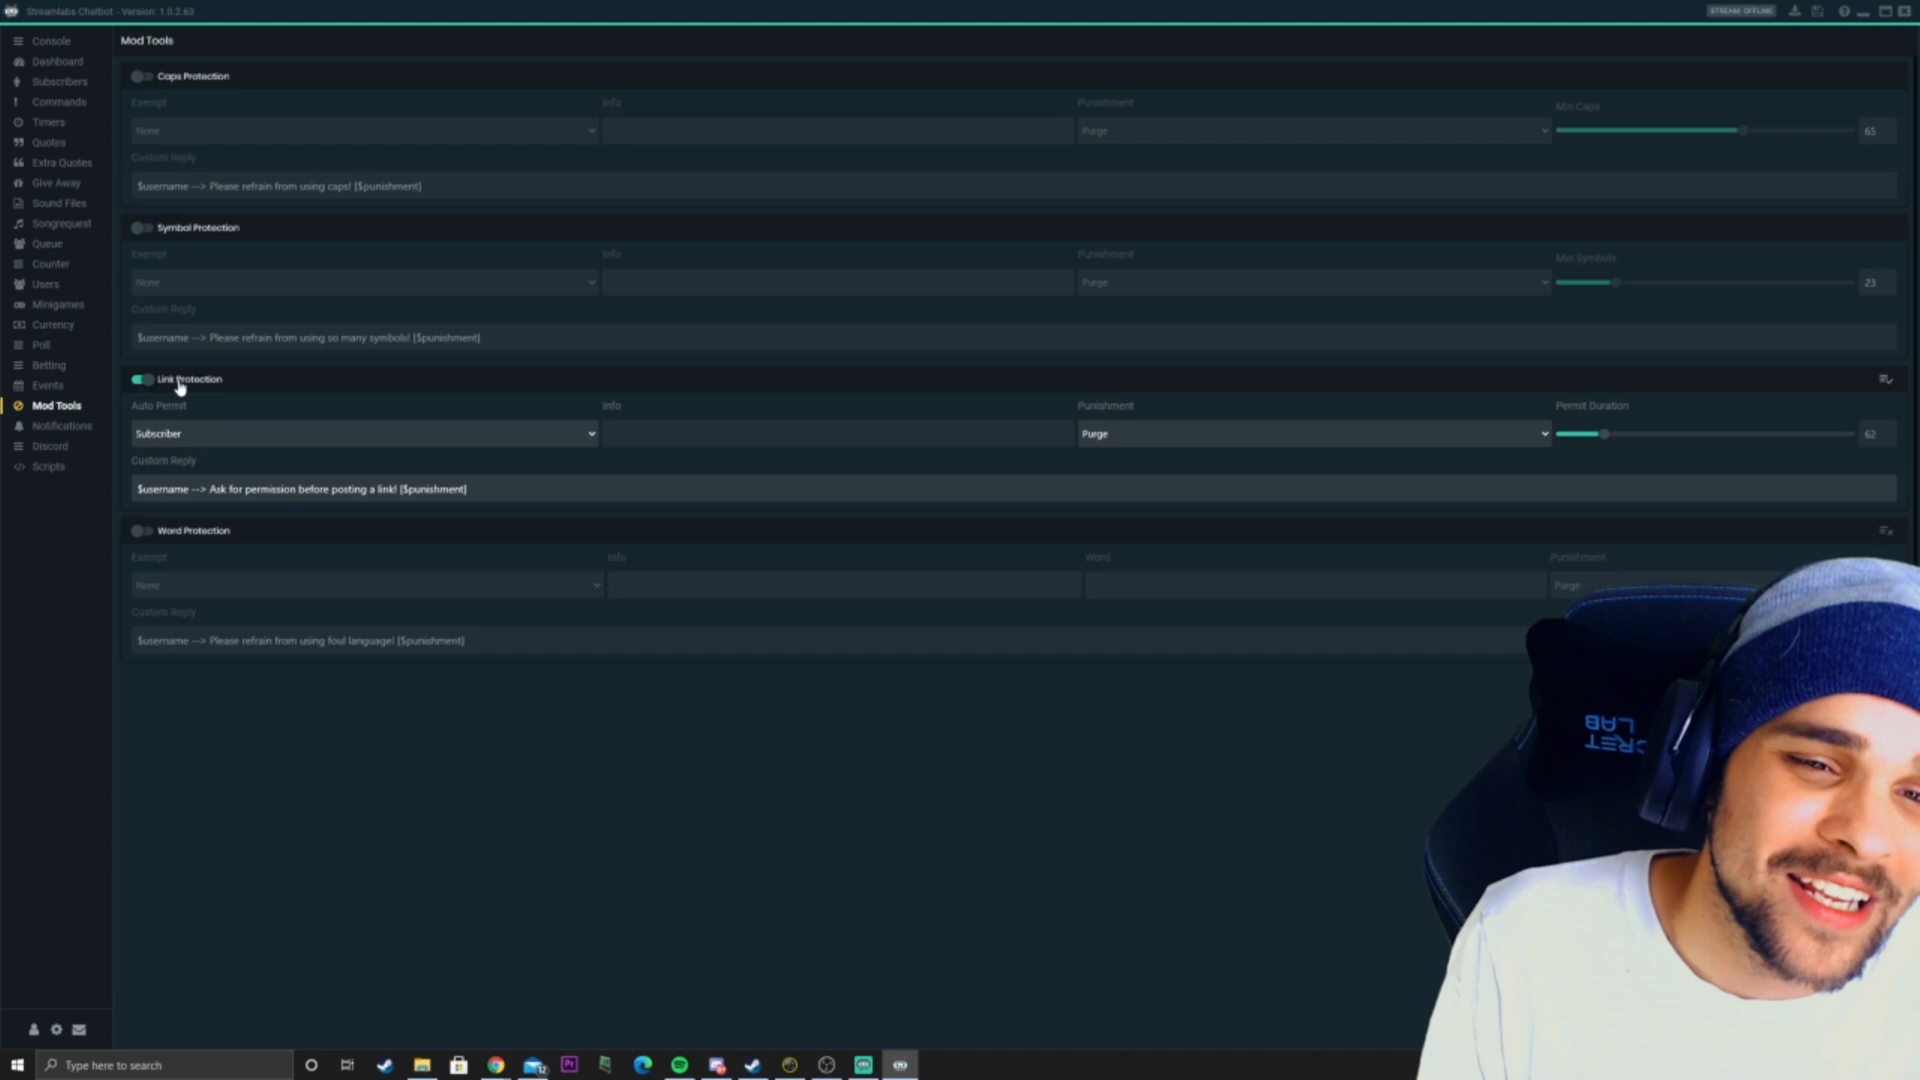 Streamlabs Chatbot - Version: 1.0.2.63
STREAM OFFLINE
Console
Dashboard
Subscribers
Commands
Timers
Quotes
Extra Quotes
Give Away
Sound Files
Songrequest
Queue
Counter
Users
Minigames
Currency
Poll
Betting
Events
Mod Tools
Notifications
Discord
Scripts
Mod Tools
Caps Protection
Exempt Info Punishment Min Caps
None Purge 65
Custom Reply
$username --> Please refrain from using caps! [$punishment]
Symbol Protection
Exempt Info Punishment Min Symbols
None Purge 23
Custom Reply
$username --> Please refrain from using so many symbols! [$punishment]
Link Protection
Auto Permit Info Punishment Permit Duration
Subscriber Purge 62
Custom Reply
$username --> Ask for permission before posting a link! [$punishment]
Word Protection
Exempt Info Word Punishment
None Purge
Custom Reply
$username --> Please refrain from using foul language! [$punishment]
LAB
CRET
Type here to search
Pr
12